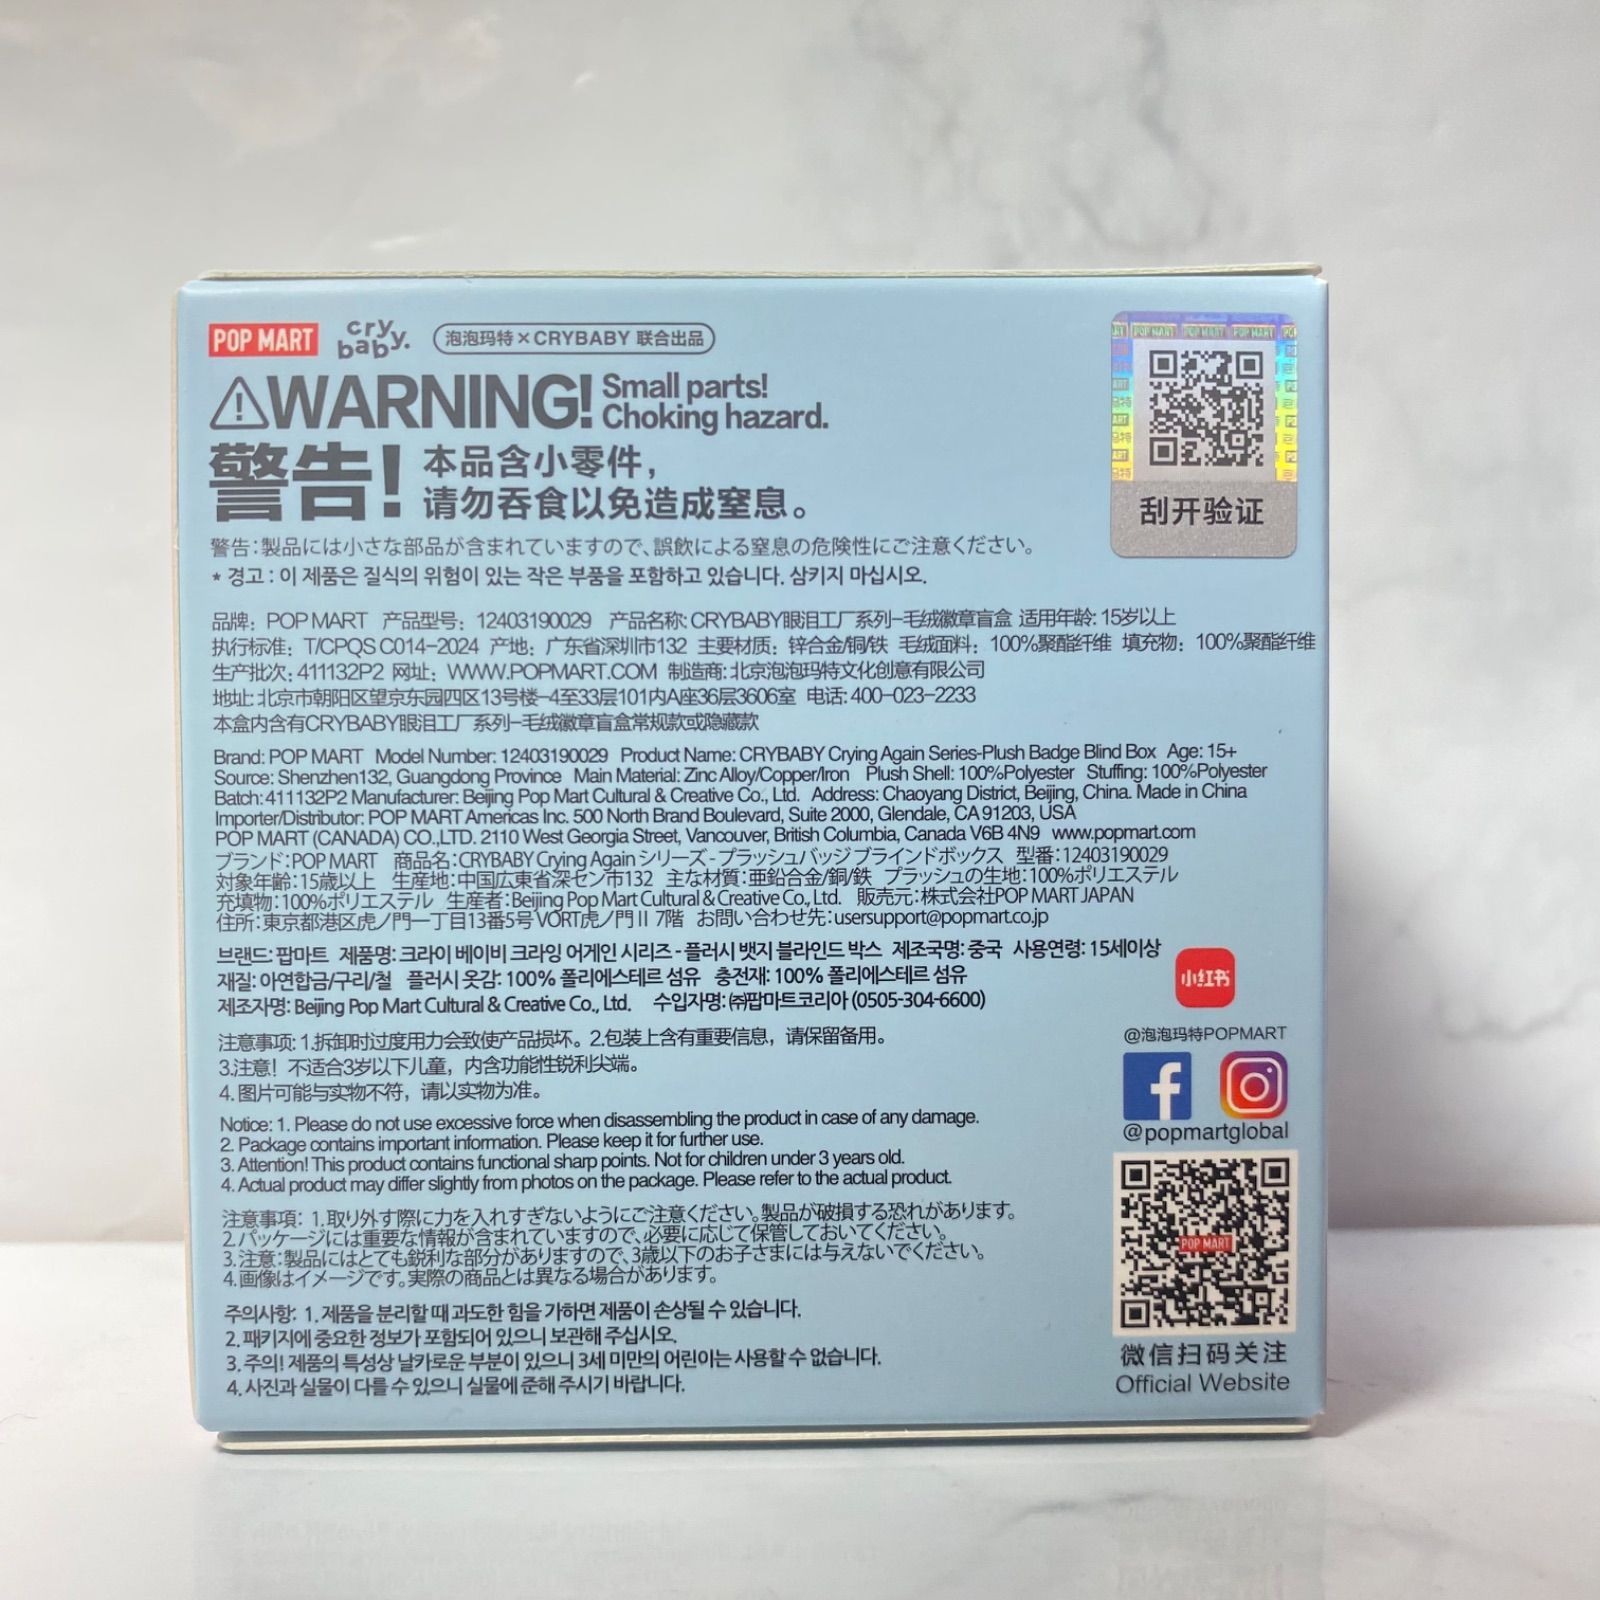 POP MART cry baby. 泡泡玛特×CRYBABY 联合出品
WARNING! Small parts!
Choking hazard.
警告! 本品含小零件，
请勿吞食以免造成窒息。
警告：製品には小さな部品が含まれていますので、誤飲による窒息の危険性にご注意ください。
* 경고 : 이 제품은 질식의 위험이 있는 작은 부품을 포함하고 있습니다. 삼키지 마십시오.
刮开验证
品牌：POP MART 产品型号：12403190029 产品名称: CRYBABY眼泪工厂系列-毛绒徽章盲盒 适用年龄: 15岁以上
执行标准：T/CPQS C014-2024 产地：广东省深圳市132 主要材质：锌合金/铜/铁 毛绒面料：100%聚酯纤维 填充物：100%聚酯纤维
生产批次: 411132P2 网址：WWW.POPMART.COM 制造商: 北京泡泡玛特文化创意有限公司
地址: 北京市朝阳区望京东园四区13号楼-4至33层101内A座36层3606室 电话: 400-023-2233
本盒内含有CRYBABY眼泪工厂系列-毛绒徽章盲盒常规款或隐藏款
Brand: POP MART Model Number: 12403190029 Product Name: CRYBABY Crying Again Series-Plush Badge Blind Box Age: 15+
Source: Shenzhen132, Guangdong Province Main Material: Zinc Alloy/Copper/Iron Plush Shell: 100%Polyester Stuffing: 100%Polyester
Batch: 411132P2 Manufacturer: Beijing Pop Mart Cultural & Creative Co., Ltd. Address: Chaoyang District, Beijing, China. Made in China
Importer/Distributor: POP MART Americas Inc. 500 North Brand Boulevard, Suite 2000, Glendale, CA 91203, USA
POP MART (CANADA) CO.,LTD. 2110 West Georgia Street, Vancouver, British Columbia, Canada V6B 4N9 www.popmart.com
ブランド：POP MART 商品名：CRYBABY Crying Again シリーズ - プラッシュバッジ ブラインドボックス 型番：12403190029
対象年齢：15歳以上 生産地：中国広東省深セン市132 主な材質：亜鉛合金/銅/鉄 プラッシュの生地：100%ポリエステル
充填物：100%ポリエステル 生産者：Beijing Pop Mart Cultural & Creative Co., Ltd. 販売元：株式会社POP MART JAPAN
住所：東京都港区虎ノ門一丁目13番5号 VORT虎ノ門Ⅱ 7階 お問い合わせ先：usersupport@popmart.co.jp
브랜드: 팝마트 제품명: 크라이 베이비 크라잉 어게인 시리즈 - 플러시 뱃지 블라인드 박스 제조국명: 중국 사용연령: 15세이상
재질: 아연합금/구리/철 플러시 옷감: 100% 폴리에스테르 섬유 충전재: 100% 폴리에스테르 섬유
제조자명: Beijing Pop Mart Cultural & Creative Co., Ltd. 수입자명: ㈜팝마트코리아 (0505-304-6600)
小红书
@泡泡玛特POPMART
注意事项: 1.拆卸时过度用力会致使产品损坏。2.包装上含有重要信息，请保留备用。
3.注意！不适合3岁以下儿童，内含功能性锐利尖端。
4.图片可能与实物不符，请以实物为准。
@popmartglobal
Notice: 1. Please do not use excessive force when disassembling the product in case of any damage.
2. Package contains important information. Please keep it for further use.
3. Attention! This product contains functional sharp points. Not for children under 3 years old.
4. Actual product may differ slightly from photos on the package. Please refer to the actual product.
注意事項：1.取り外す際に力を入れすぎないようにご注意ください。製品が破損する恐れがあります。
2.パッケージには重要な情報が含まれていますので、必要に応じて保管しておいてください。
3.注意：製品にはとても鋭利な部分がありますので、3歳以下のお子さまには与えないでください。
4.画像はイメージです。実際の商品とは異なる場合があります。
주의사항: 1. 제품을 분리할 때 과도한 힘을 가하면 제품이 손상될 수 있습니다.
2. 패키지에 중요한 정보가 포함되어 있으니 보관해 주십시오.
3. 주의! 제품의 특성상 날카로운 부분이 있으니 3세 미만의 어린이는 사용할 수 없습니다.
4. 사진과 실물이 다를 수 있으니 실물에 준해 주시기 바랍니다.
POP MART
微信扫码关注
Official Website